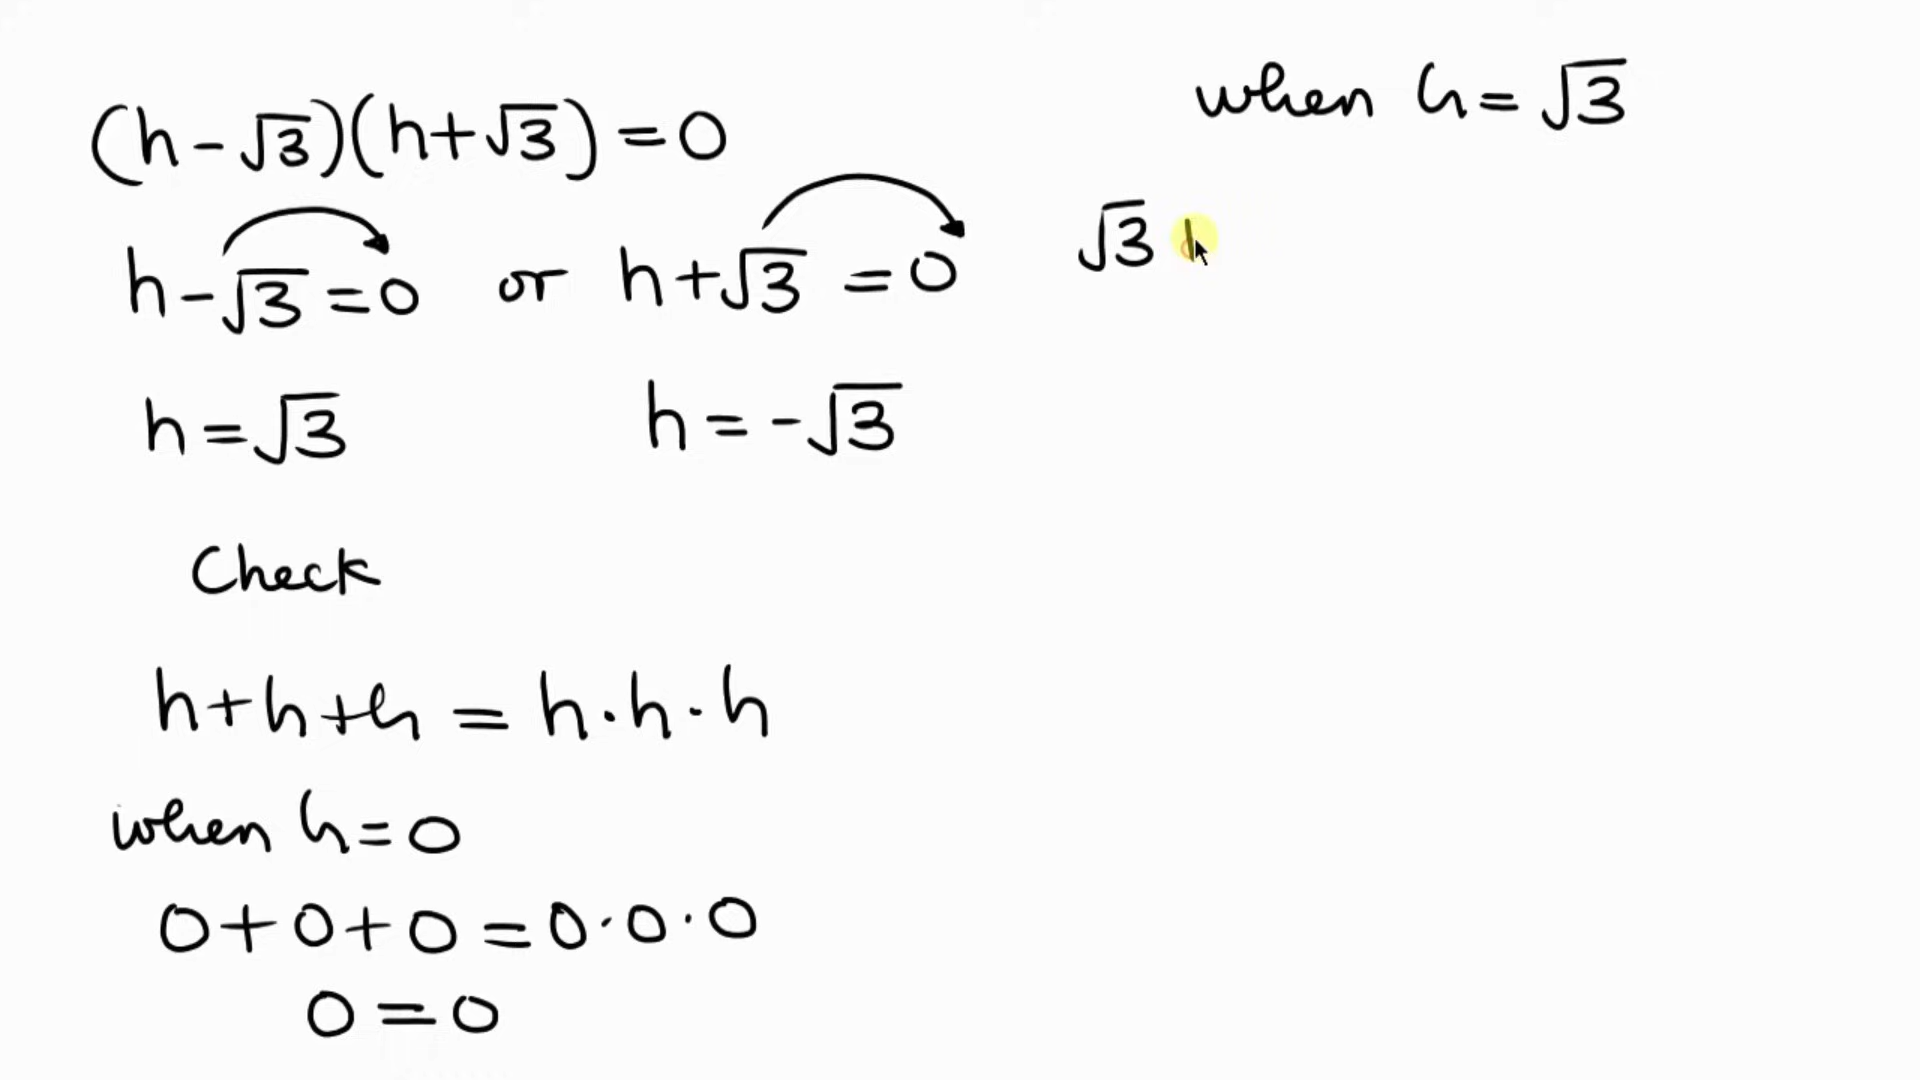 (h-√3)(h+√3)=0
h-√3=0 or h+√3=0
h=√3 h=-√3
Check
h+h+h=h·h·h
when h=0
0+0+0=0·0·0
0=0
when h=√3
√3